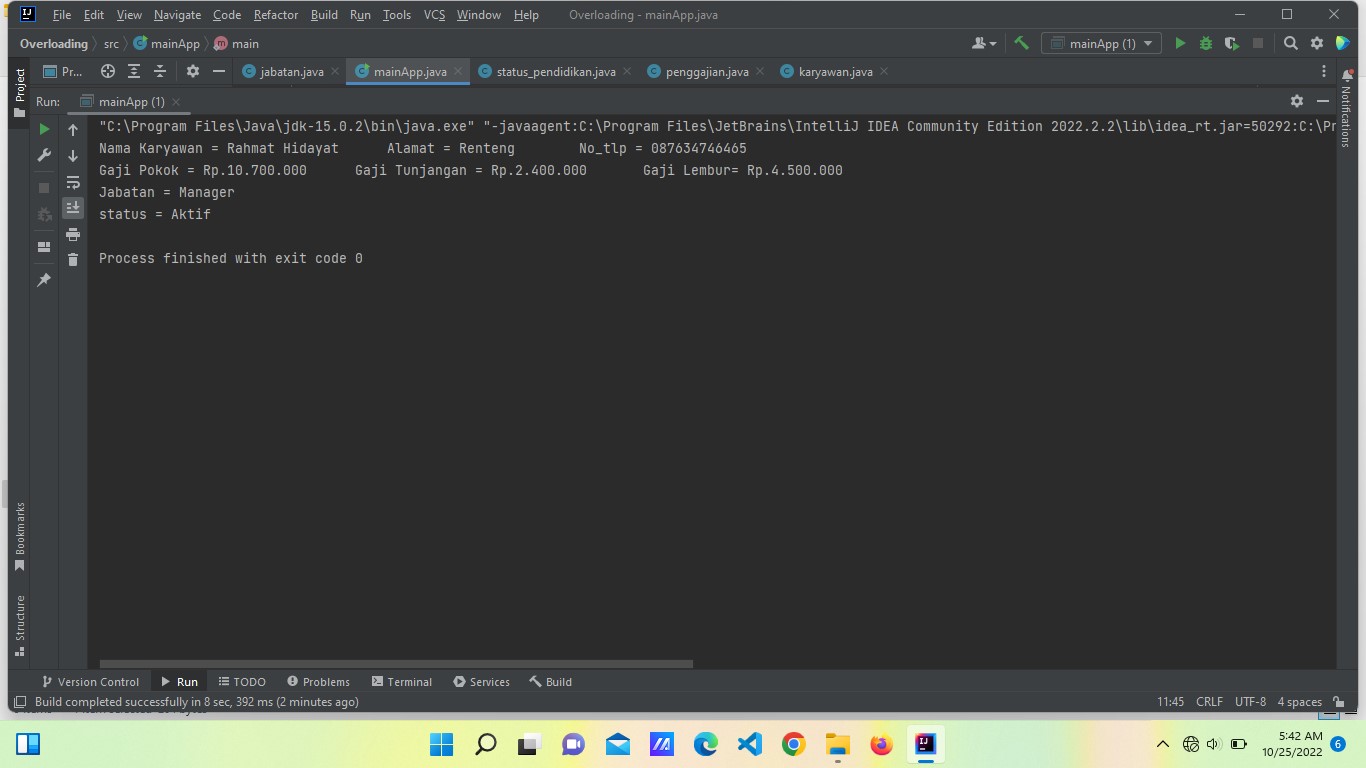 File Edit View Navigate Code Refactor Build Run Tools VCS Window Help Overloading - mainApp.java
Overloading src mainApp main mainApp (1)
Pr... jabatan.java mainApp.java status_pendidikan.java penggajian.java karyawan.java
Project
Notifications
Run: mainApp (1)
"C:\Program Files\Java\jdk-15.0.2\bin\java.exe" "-javaagent:C:\Program Files\JetBrains\IntelliJ IDEA Community Edition 2022.2.2\lib\idea_rt.jar=50292:C:\Pr
Nama Karyawan = Rahmat Hidayat Alamat = Renteng No_tlp = 087634746465
Gaji Pokok = Rp.10.700.000 Gaji Tunjangan = Rp.2.400.000 Gaji Lembur= Rp.4.500.000
Jabatan = Manager
status = Aktif
Process finished with exit code 0
Bookmarks
Structure
Version Control Run TODO Problems Terminal Services Build
Build completed successfully in 8 sec, 392 ms (2 minutes ago) 11:45 CRLF UTF-8 4 spaces
5:42 AM
10/25/2022
6